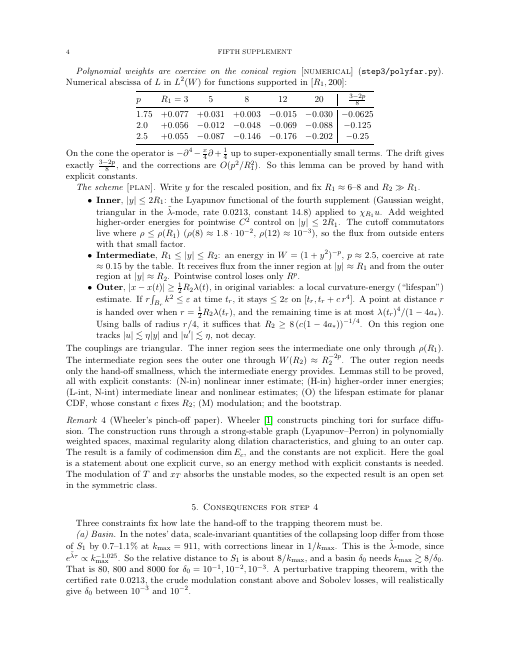 4 FIFTH SUPPLEMENT
Polynomial weights are coercive on the conical region [NUMERICAL] (step3/polyfar.py).
Numerical abscissa of L in L²(W) for functions supported in [R₁, 200]:
p R₁ = 3 5 8 12 20 (3−2p)/8
1.75 +0.077 +0.031 +0.003 −0.015 −0.030 −0.0625
2.0 +0.056 −0.012 −0.048 −0.069 −0.088 −0.125
2.5 +0.055 −0.087 −0.146 −0.176 −0.202 −0.25
On the cone the operator is −∂⁴ − x/4 ∂ + 1/4 up to super-exponentially small terms. The drift gives
exactly (3−2p)/8, and the corrections are O(p²/R₁²). So this lemma can be proved by hand with
explicit constants.
The scheme [PLAN]. Write y for the rescaled position, and fix R₁ ≈ 6–8 and R₂ ≫ R₁.
• Inner, |y| ≤ 2R₁: the Lyapunov functional of the fourth supplement (Gaussian weight,
triangular in the λ̃-mode, rate 0.0213, constant 14.8) applied to χ_{R₁}u. Add weighted
higher-order energies for pointwise C² control on |y| ≤ 2R₁. The cutoff commutators
live where ρ ≤ ρ(R₁) (ρ(8) ≈ 1.8 · 10⁻², ρ(12) ≈ 10⁻³), so the flux from outside enters
with that small factor.
• Intermediate, R₁ ≤ |y| ≤ R₂: an energy in W = (1 + y²)^{−p}, p ≈ 2.5, coercive at rate
≈ 0.15 by the table. It receives flux from the inner region at |y| ≈ R₁ and from the outer
region at |y| ≈ R₂. Pointwise control loses only Rᵖ.
• Outer, |x − x(t)| ≥ ½R₂λ(t), in original variables: a local curvature-energy ("lifespan")
estimate. If r∫_{B_r} k² ≤ ε at time t_r, it stays ≤ 2ε on [t_r, t_r + cr⁴]. A point at distance r
is handed over when r = ½R₂λ(t_r), and the remaining time is at most λ(t_r)⁴/(1 − 4a_*).
Using balls of radius r/4, it suffices that R₂ ≥ 8 (c(1 − 4a_*))^{−1/4}. On this region one
tracks |u| ≲ η|y| and |u′| ≲ η, not decay.
The couplings are triangular. The inner region sees the intermediate one only through ρ(R₁).
The intermediate region sees the outer one through W(R₂) ≈ R₂^{−2p}. The outer region needs
only the hand-off smallness, which the intermediate energy provides. Lemmas still to be proved,
all with explicit constants: (N-in) nonlinear inner estimate; (H-in) higher-order inner energies;
(L-int, N-int) intermediate linear and nonlinear estimates; (O) the lifespan estimate for planar
CDF, whose constant c fixes R₂; (M) modulation; and the bootstrap.
Remark 4 (Wheeler's pinch-off paper). Wheeler [1] constructs pinching tori for surface diffu-
sion. The construction runs through a strong-stable graph (Lyapunov–Perron) in polynomially
weighted spaces, maximal regularity along dilation characteristics, and gluing to an outer cap.
The result is a family of codimension dim E_c, and the constants are not explicit. Here the goal
is a statement about one explicit curve, so an energy method with explicit constants is needed.
The modulation of T and x_T absorbs the unstable modes, so the expected result is an open set
in the symmetric class.
5. CONSEQUENCES FOR STEP 4
Three constraints fix how late the hand-off to the trapping theorem must be.
(a) Basin. In the notes' data, scale-invariant quantities of the collapsing loop differ from those
of S₁ by 0.7–1.1% at k_max = 911, with corrections linear in 1/k_max. This is the λ̃-mode, since
e^{λ̃τ} ∝ k_max^{−1.025}. So the relative distance to S₁ is about 8/k_max, and a basin δ₀ needs k_max ≳ 8/δ₀.
That is 80, 800 and 8000 for δ₀ = 10⁻¹, 10⁻², 10⁻³. A perturbative trapping theorem, with the
certified rate 0.0213, the crude modulation constant above and Sobolev losses, will realistically
give δ₀ between 10⁻³ and 10⁻².